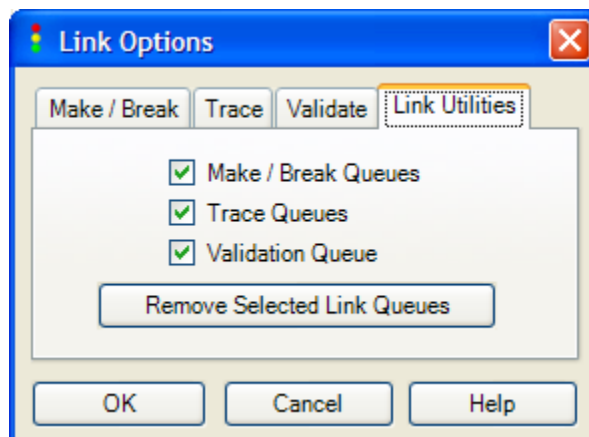 Link Options
Make / Break Trace Validate Link Utilities
Make / Break Queues
Trace Queues
Validation Queue
Remove Selected Link Queues
OK Cancel Help